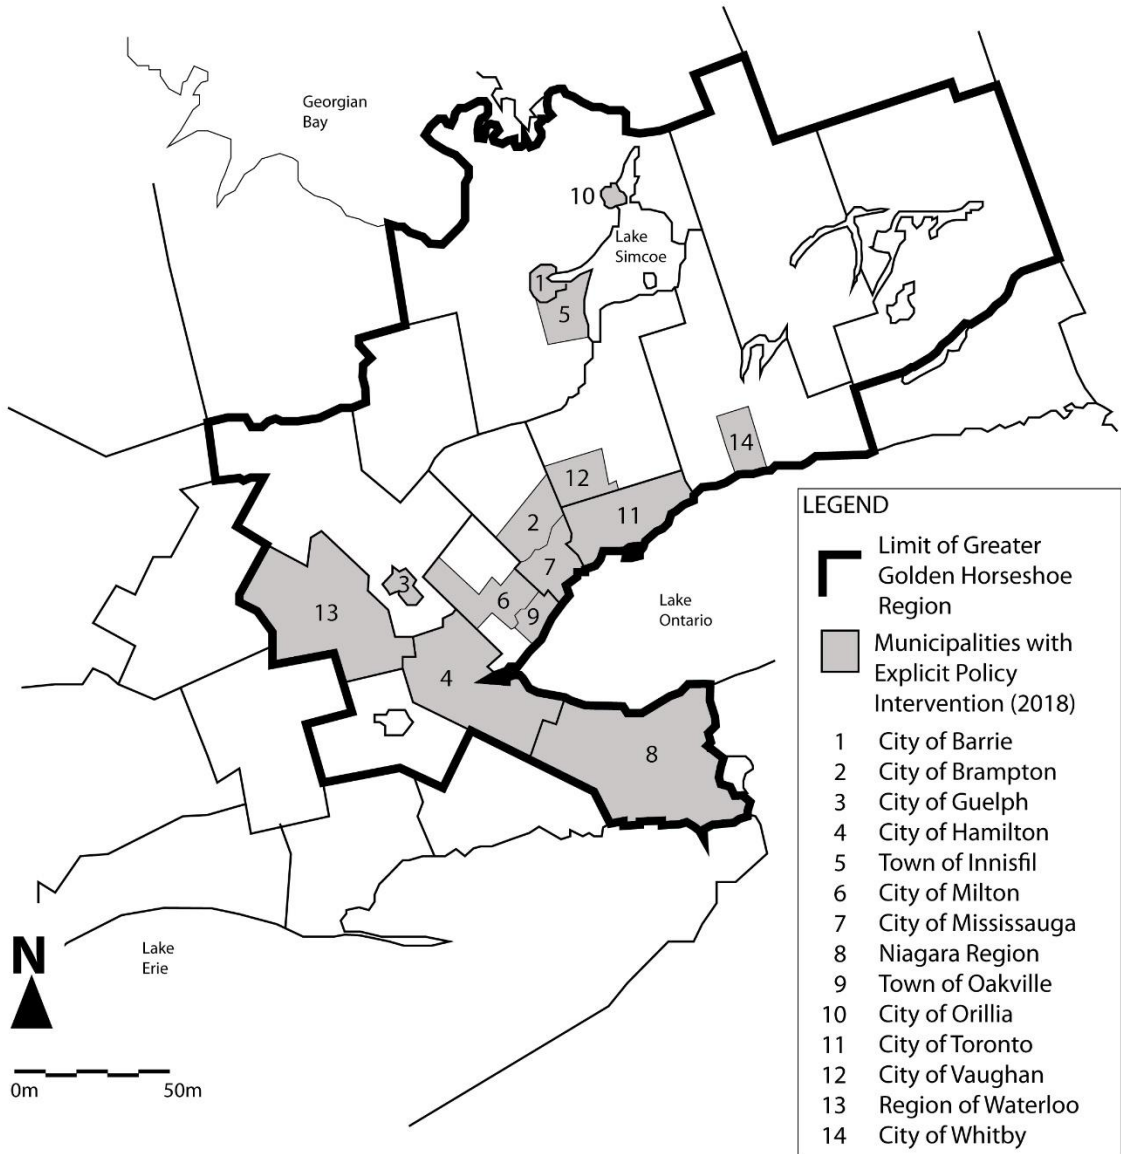 Georgian
Bay
10
Lake
Simcoe
1
5
14
12
2
11
7
3
6
9
13
Lake
Ontario
4
8
Lake
Erie
N
0m 50m
LEGEND
Limit of Greater
Golden Horseshoe
Region
Municipalities with
Explicit Policy
Intervention (2018)
1 City of Barrie
2 City of Brampton
3 City of Guelph
4 City of Hamilton
5 Town of Innisfil
6 City of Milton
7 City of Mississauga
8 Niagara Region
9 Town of Oakville
10 City of Orillia
11 City of Toronto
12 City of Vaughan
13 Region of Waterloo
14 City of Whitby